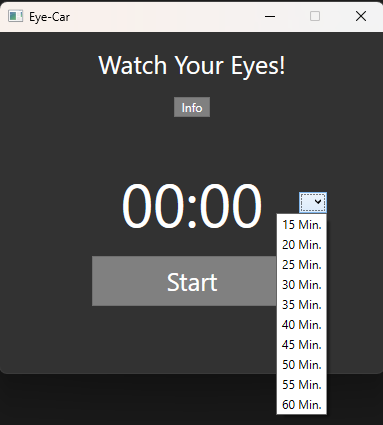 Eye-Car
Watch Your Eyes!
Info
00:00
Start
15 Min.
20 Min.
25 Min.
30 Min.
35 Min.
40 Min.
45 Min.
50 Min.
55 Min.
60 Min.